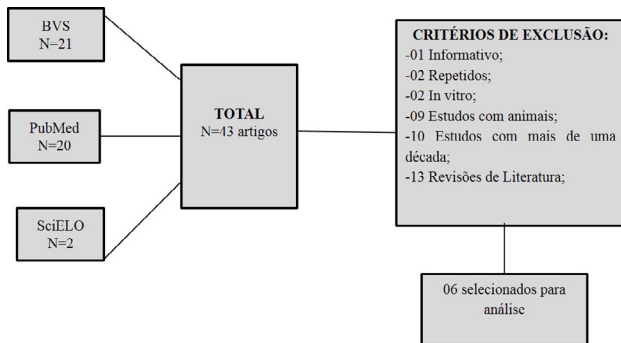 BVS
N=21
PubMed
N=20
SciELO
N=2
TOTAL
N=43 artigos
CRITÉRIOS DE EXCLUSÃO:
-01 Informativo;
-02 Repetidos;
-02 In vitro;
-09 Estudos com animais;
-10 Estudos com mais de uma
década;
-13 Revisões de Literatura;
06 selecionados para
análise